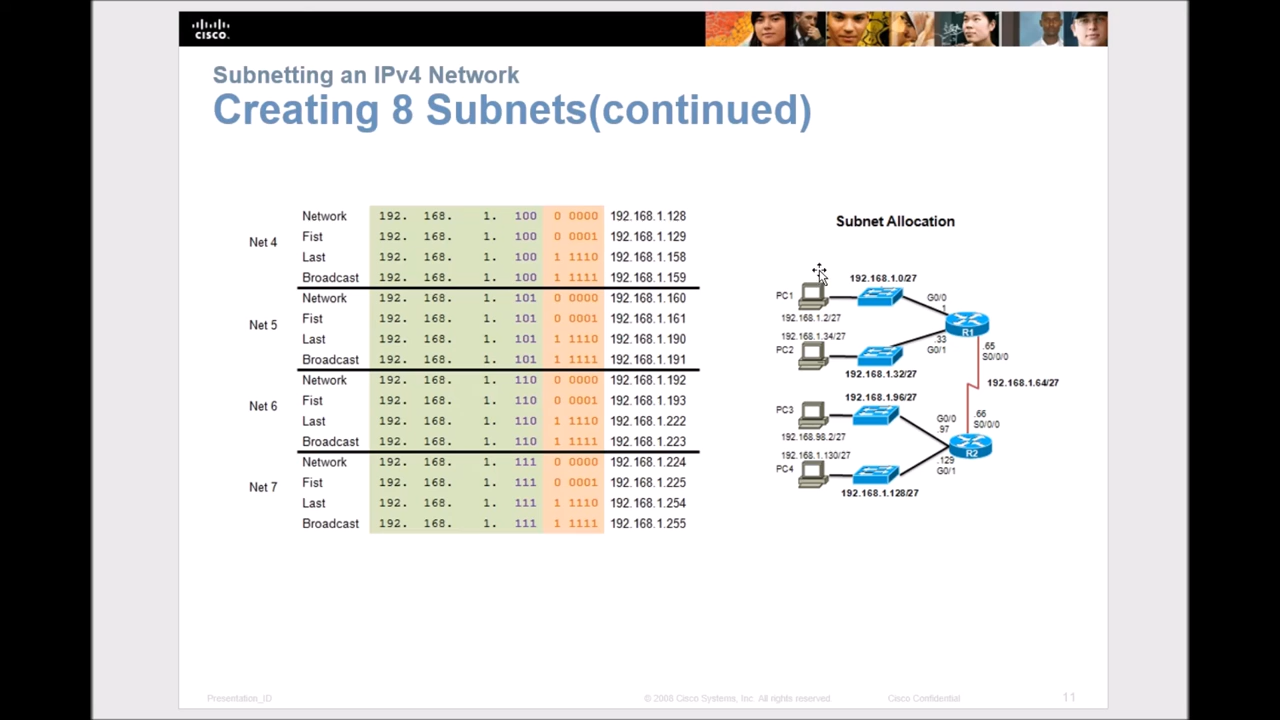 CISCO.
Subnetting an IPv4 Network
Creating 8 Subnets(continued)
Net 4
Network 192. 168. 1. 100 0 0000 192.168.1.128
Fist 192. 168. 1. 100 0 0001 192.168.1.129
Last 192. 168. 1. 100 1 1110 192.168.1.158
Broadcast 192. 168. 1. 100 1 1111 192.168.1.159
Net 5
Network 192. 168. 1. 101 0 0000 192.168.1.160
Fist 192. 168. 1. 101 0 0001 192.168.1.161
Last 192. 168. 1. 101 1 1110 192.168.1.190
Broadcast 192. 168. 1. 101 1 1111 192.168.1.191
Net 6
Network 192. 168. 1. 110 0 0000 192.168.1.192
Fist 192. 168. 1. 110 0 0001 192.168.1.193
Last 192. 168. 1. 110 1 1110 192.168.1.222
Broadcast 192. 168. 1. 110 1 1111 192.168.1.223
Net 7
Network 192. 168. 1. 111 0 0000 192.168.1.224
Fist 192. 168. 1. 111 0 0001 192.168.1.225
Last 192. 168. 1. 111 1 1110 192.168.1.254
Broadcast 192. 168. 1. 111 1 1111 192.168.1.255
Subnet Allocation
192.168.1.0/27
PC1
G0/0
.1
192.168.1.2/27
R1
192.168.1.34/27
PC2
.33
G0/1
.65
S0/0/0
192.168.1.32/27
192.168.1.64/27
192.168.1.96/27
PC3
G0/0
.97
.66
S0/0/0
192.168.98.2/27
R2
192.168.1.130/27
PC4
.129
G0/1
192.168.1.128/27
Presentation_ID
© 2008 Cisco Systems, Inc. All rights reserved.
Cisco Confidential
11